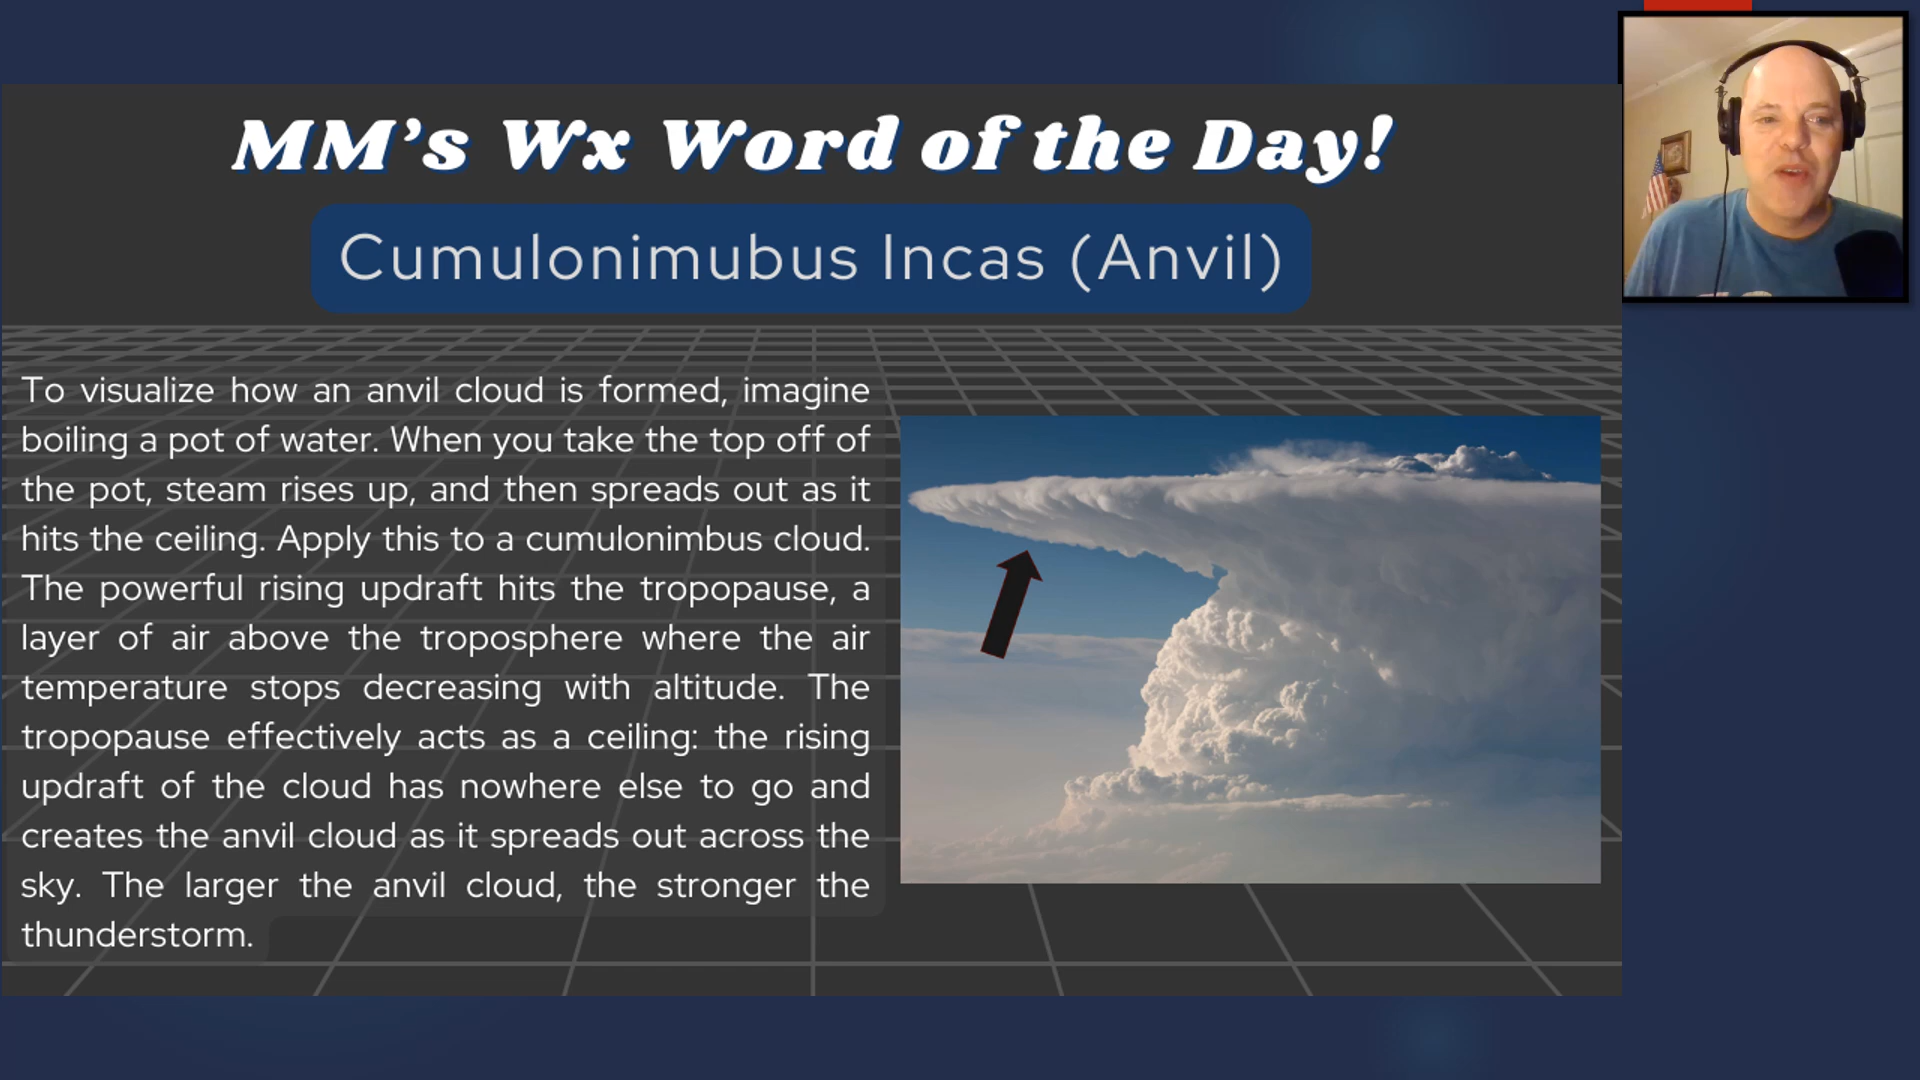 MM's Wx Word of the Day!
Cumulonimubus Incas (Anvil)
To visualize how an anvil cloud is formed, imagine
boiling a pot of water. When you take the top off of
the pot, steam rises up, and then spreads out as it
hits the ceiling. Apply this to a cumulonimbus cloud.
The powerful rising updraft hits the tropopause, a
layer of air above the troposphere where the air
temperature stops decreasing with altitude. The
tropopause effectively acts as a ceiling: the rising
updraft of the cloud has nowhere else to go and
creates the anvil cloud as it spreads out across the
sky. The larger the anvil cloud, the stronger the
thunderstorm.